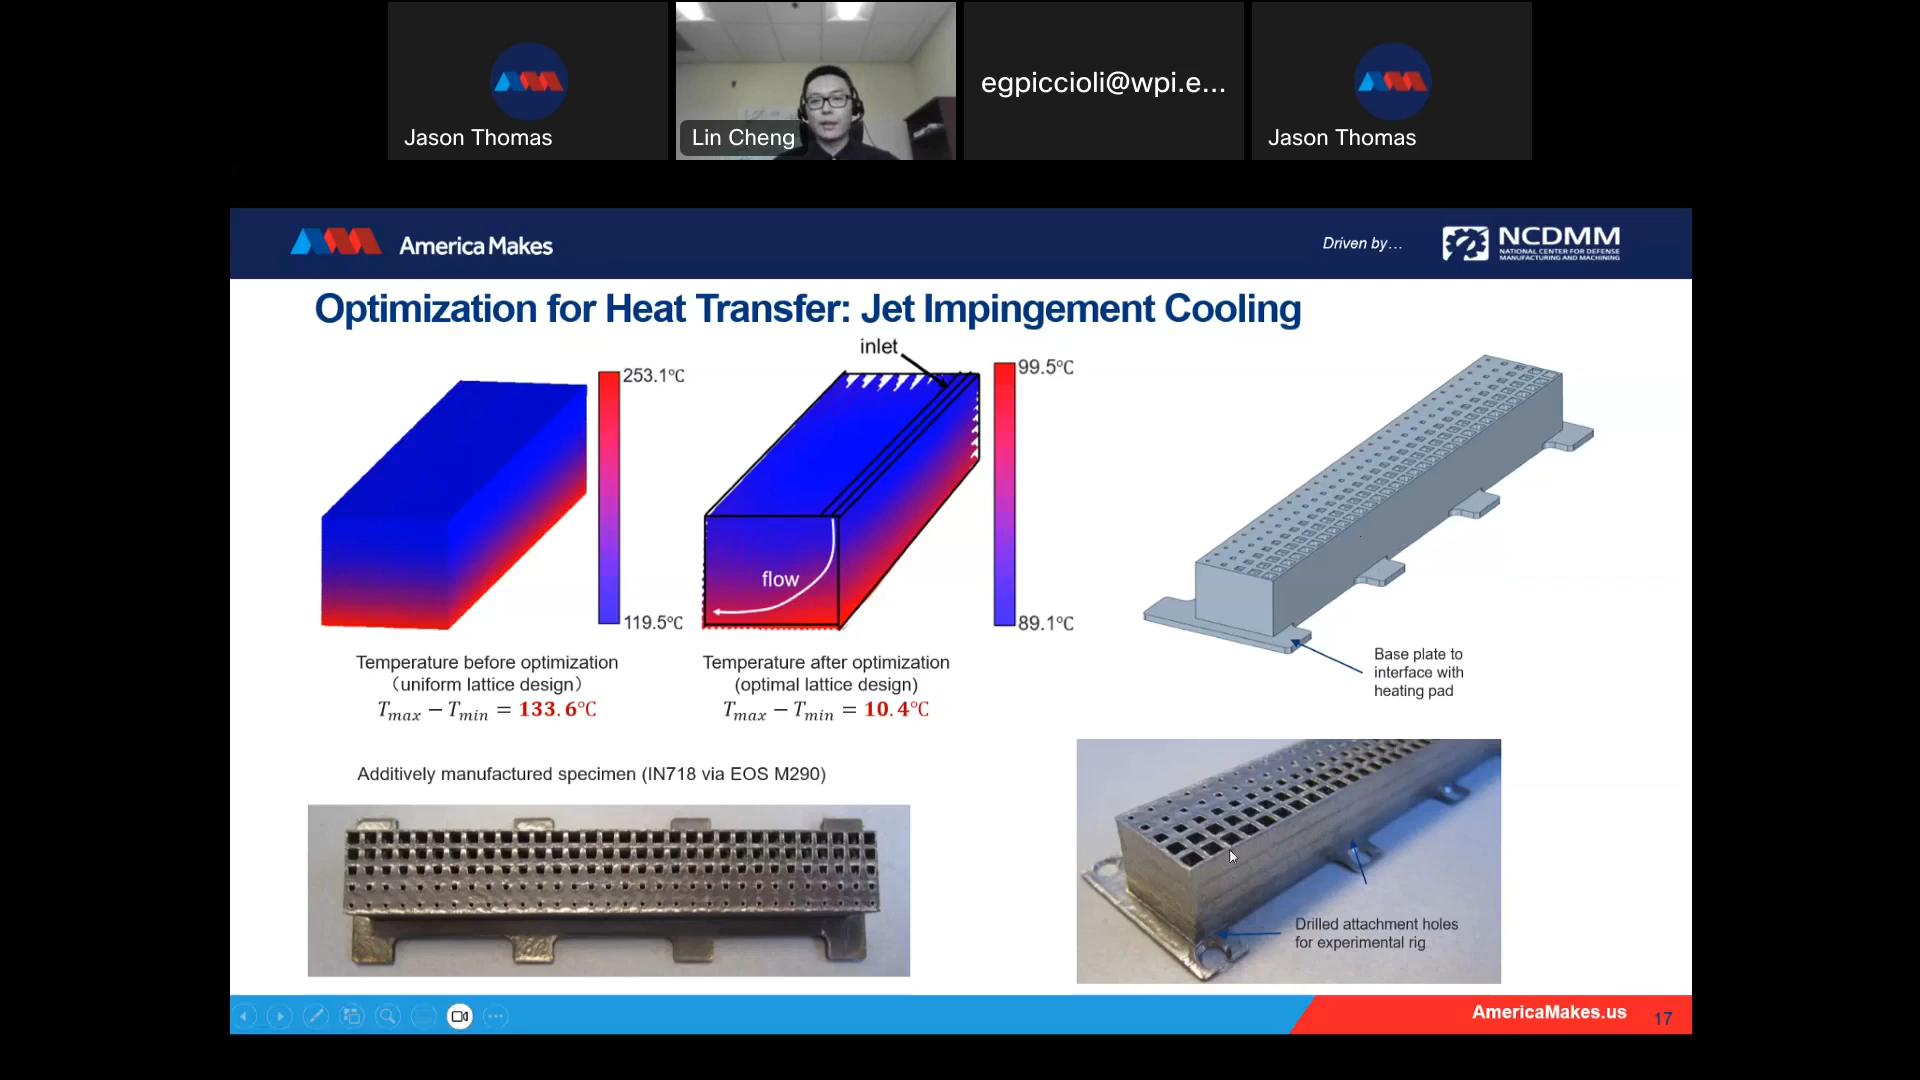 Jason Thomas
Lin Cheng
egpiccioli@wpi.e...
Jason Thomas
America Makes
Driven by...
NCDMM
NATIONAL CENTER FOR DEFENSE
MANUFACTURING AND MACHINING
Optimization for Heat Transfer: Jet Impingement Cooling
inlet
253.1℃
99.5℃
flow
119.5℃
89.1℃
Temperature before optimization
(uniform lattice design)
Tmax − Tmin = 133.6℃
Temperature after optimization
(optimal lattice design)
Tmax − Tmin = 10.4℃
Base plate to
interface with
heating pad
Additively manufactured specimen (IN718 via EOS M290)
Drilled attachment holes
for experimental rig
AmericaMakes.us
17